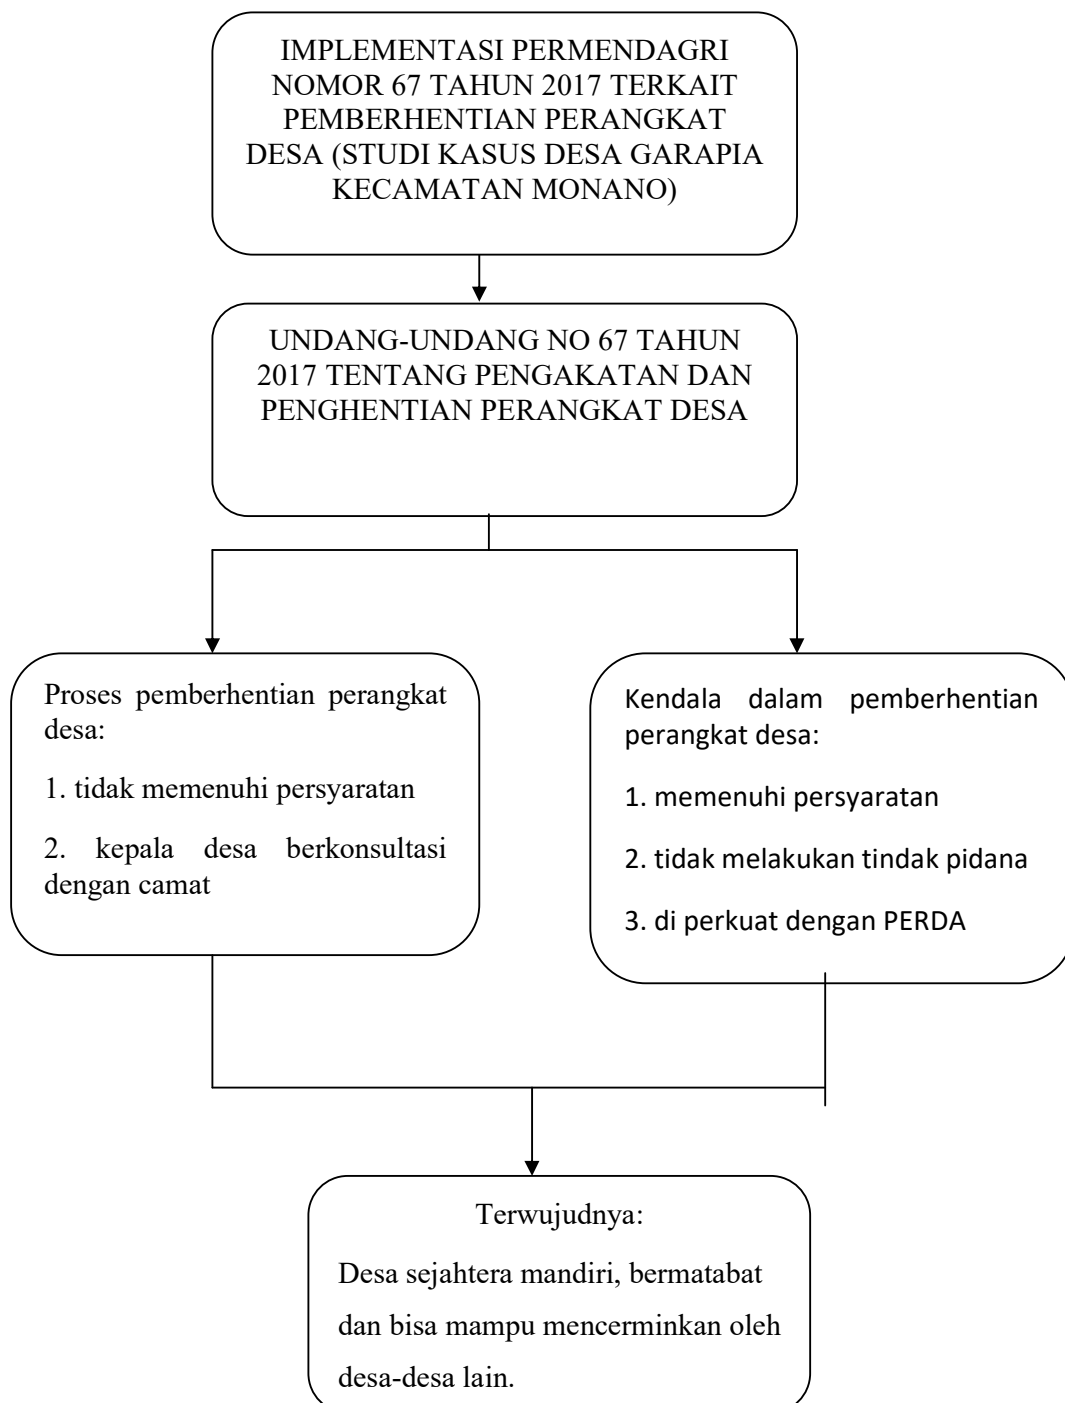 IMPLEMENTASI PERMENDAGRI
NOMOR 67 TAHUN 2017 TERKAIT
PEMBERHENTIAN PERANGKAT
DESA (STUDI KASUS DESA GARAPIA
KECAMATAN MONANO)
UNDANG-UNDANG NO 67 TAHUN
2017 TENTANG PENGAKATAN DAN
PENGHENTIAN PERANGKAT DESA
Proses pemberhentian perangkat
desa:
1. tidak memenuhi persyaratan
2. kepala desa berkonsultasi
dengan camat
Kendala dalam pemberhentian
perangkat desa:
1. memenuhi persyaratan
2. tidak melakukan tindak pidana
3. di perkuat dengan PERDA
Terwujudnya:
Desa sejahtera mandiri, bermatabat
dan bisa mampu mencerminkan oleh
desa-desa lain.